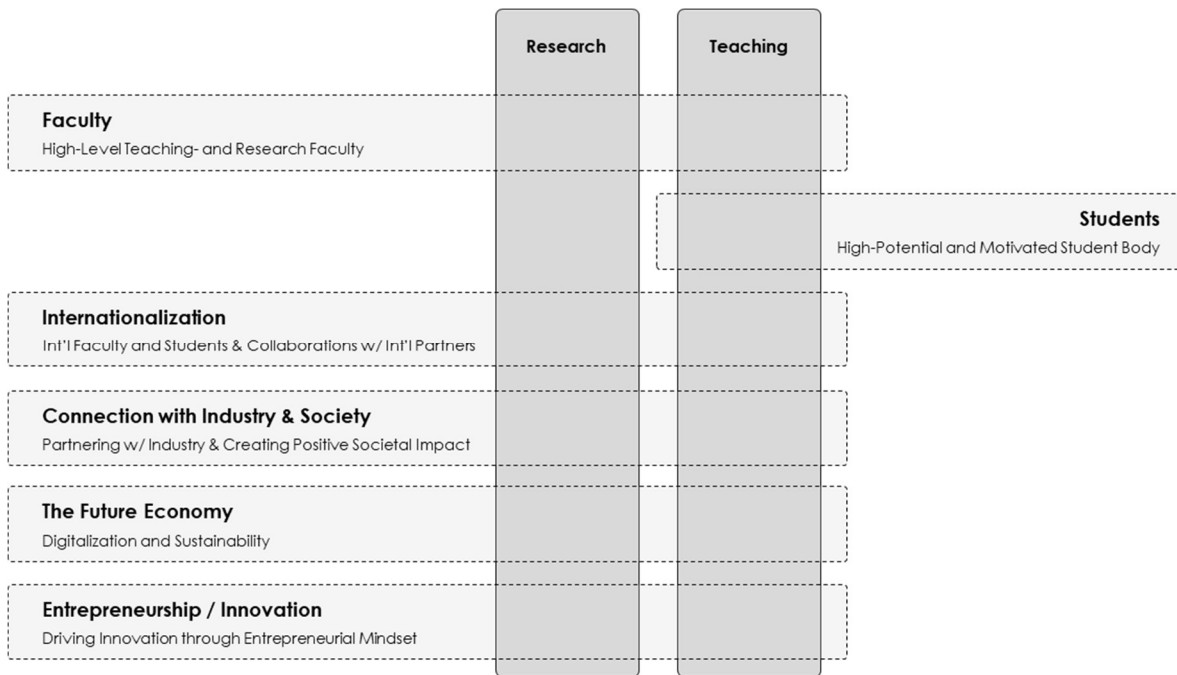 Research
Teaching
Faculty
High-Level Teaching- and Research Faculty
Students
High-Potential and Motivated Student Body
Internationalization
Int'l Faculty and Students & Collaborations w/ Int'l Partners
Connection with Industry & Society
Partnering w/ Industry & Creating Positive Societal Impact
The Future Economy
Digitalization and Sustainability
Entrepreneurship / Innovation
Driving Innovation through Entrepreneurial Mindset